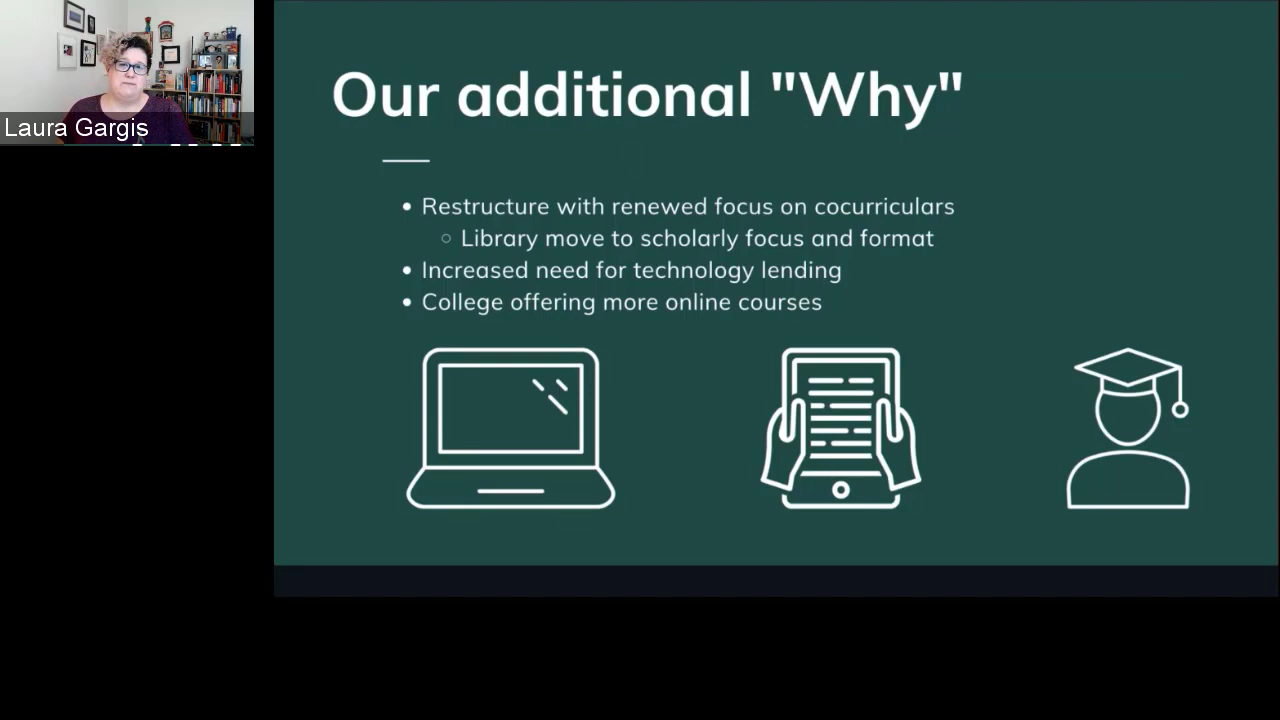 Laura Gargis
Our additional "Why"
Restructure with renewed focus on cocurriculars
Library move to scholarly focus and format
Increased need for technology lending
College offering more online courses